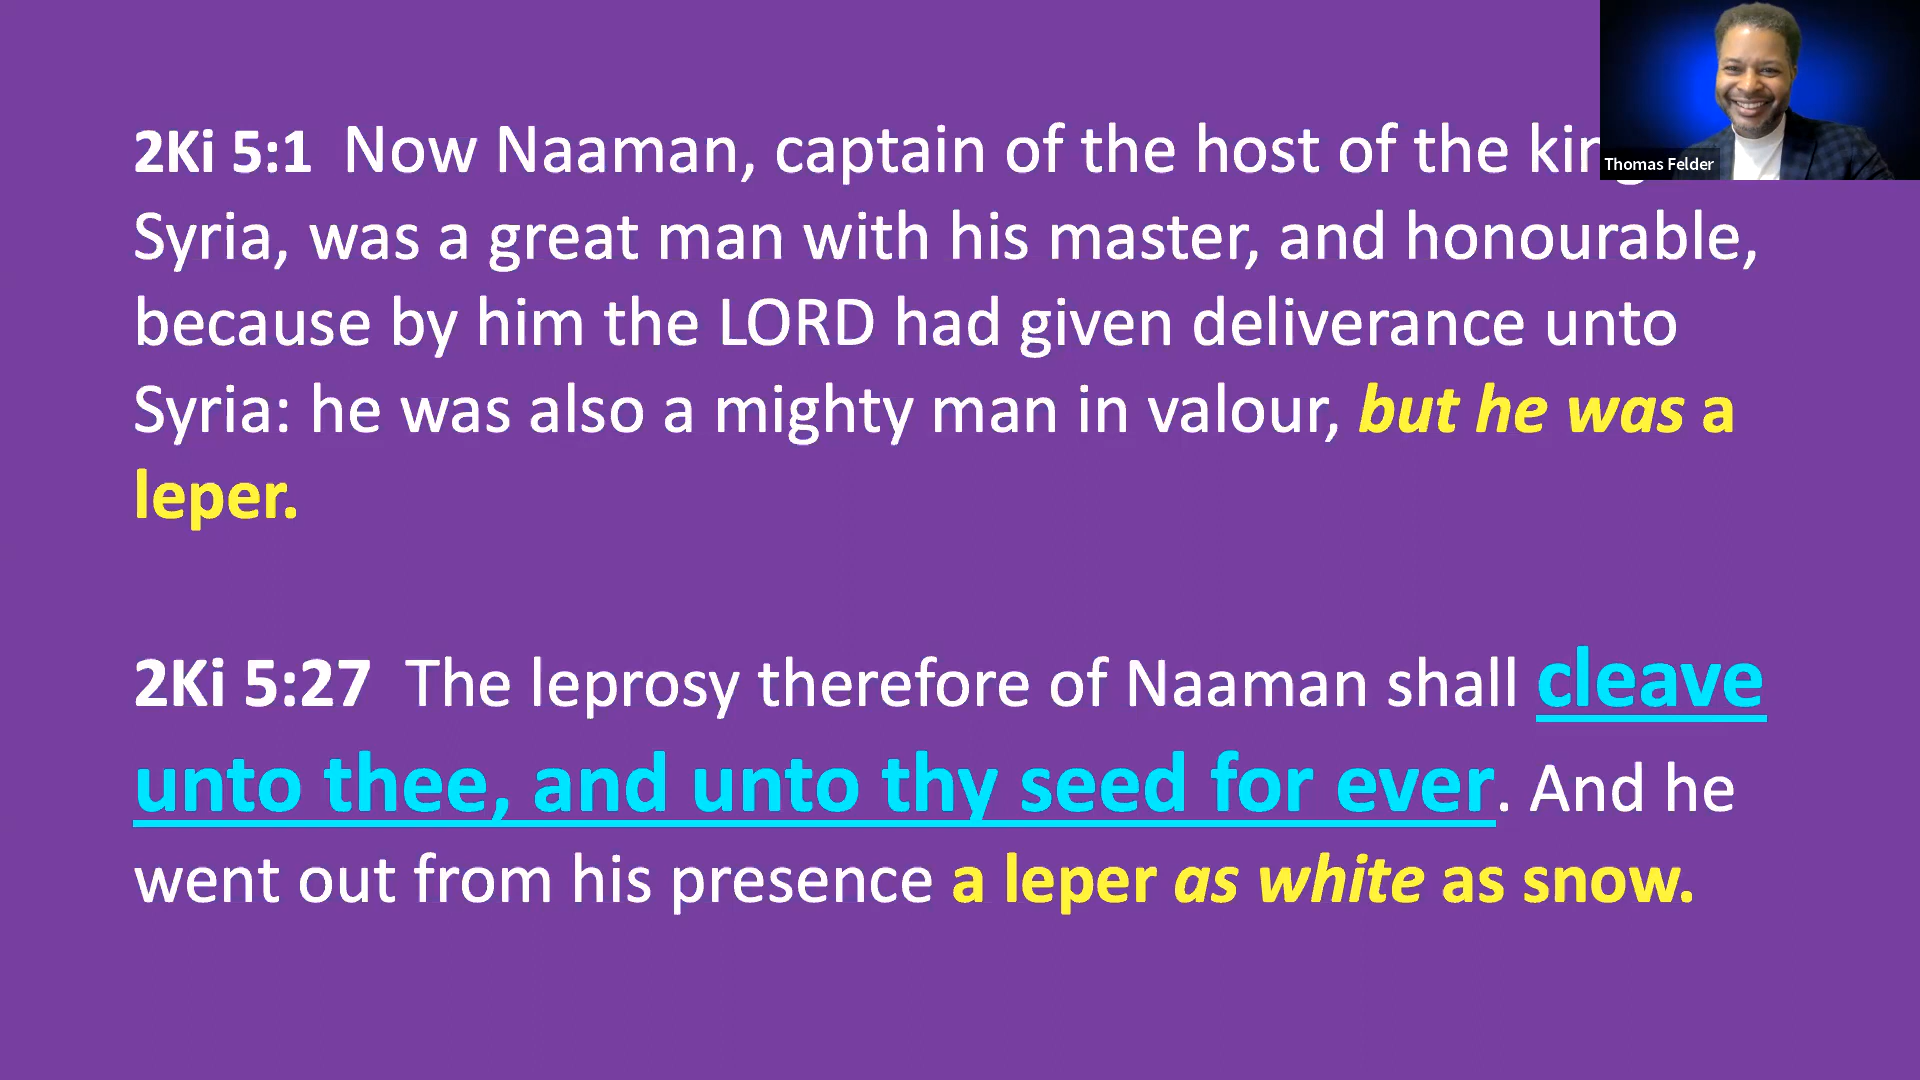 2Ki 5:1 Now Naaman, captain of the host of the king
Syria, was a great man with his master, and honourable,
because by him the LORD had given deliverance unto
Syria: he was also a mighty man in valour, but he was a
leper.
2Ki 5:27 The leprosy therefore of Naaman shall cleave
unto thee, and unto thy seed for ever. And he
went out from his presence a leper as white as snow.
Thomas Felder